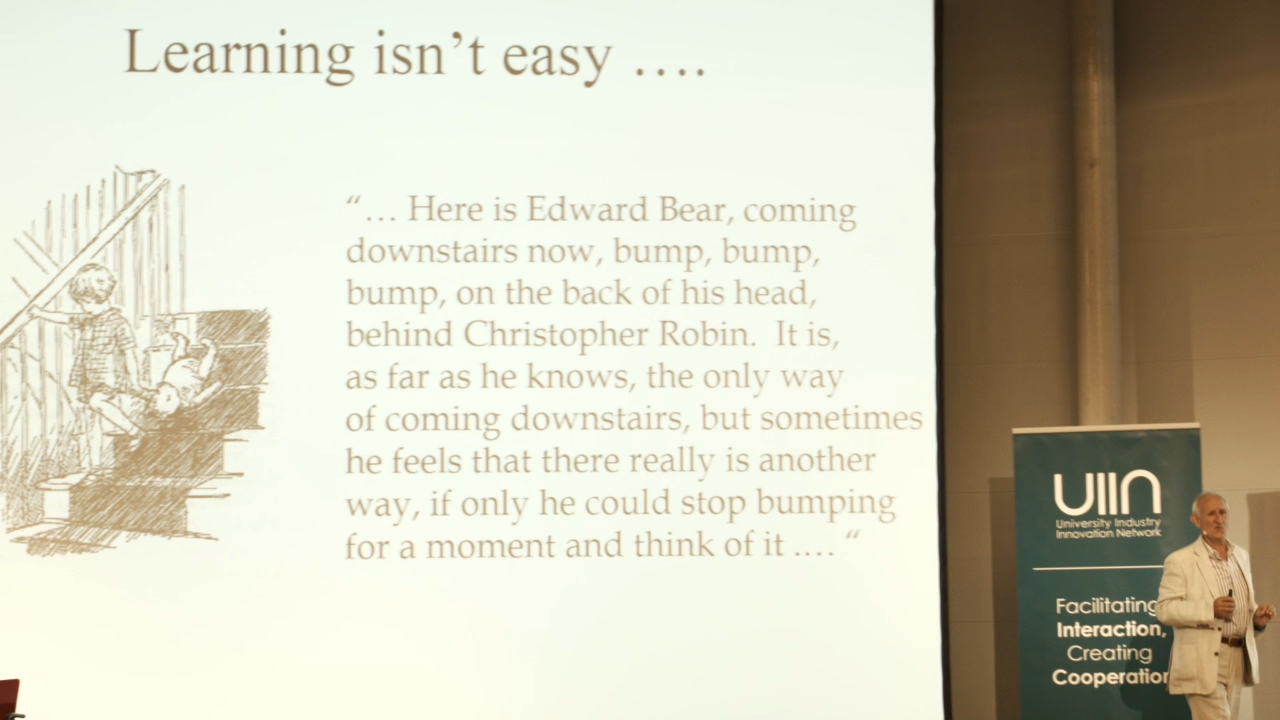 Learning isn’t easy ….
“… Here is Edward Bear, coming
downstairs now, bump, bump,
bump, on the back of his head,
behind Christopher Robin.  It is,
as far as he knows, the only way
of coming downstairs, but sometimes
he feels that there really is another
way, if only he could stop bumping
for a moment and think of it …. “
UIIN
University Industry
Innovation Network
Facilitating
Interaction,
Creating
Cooperation